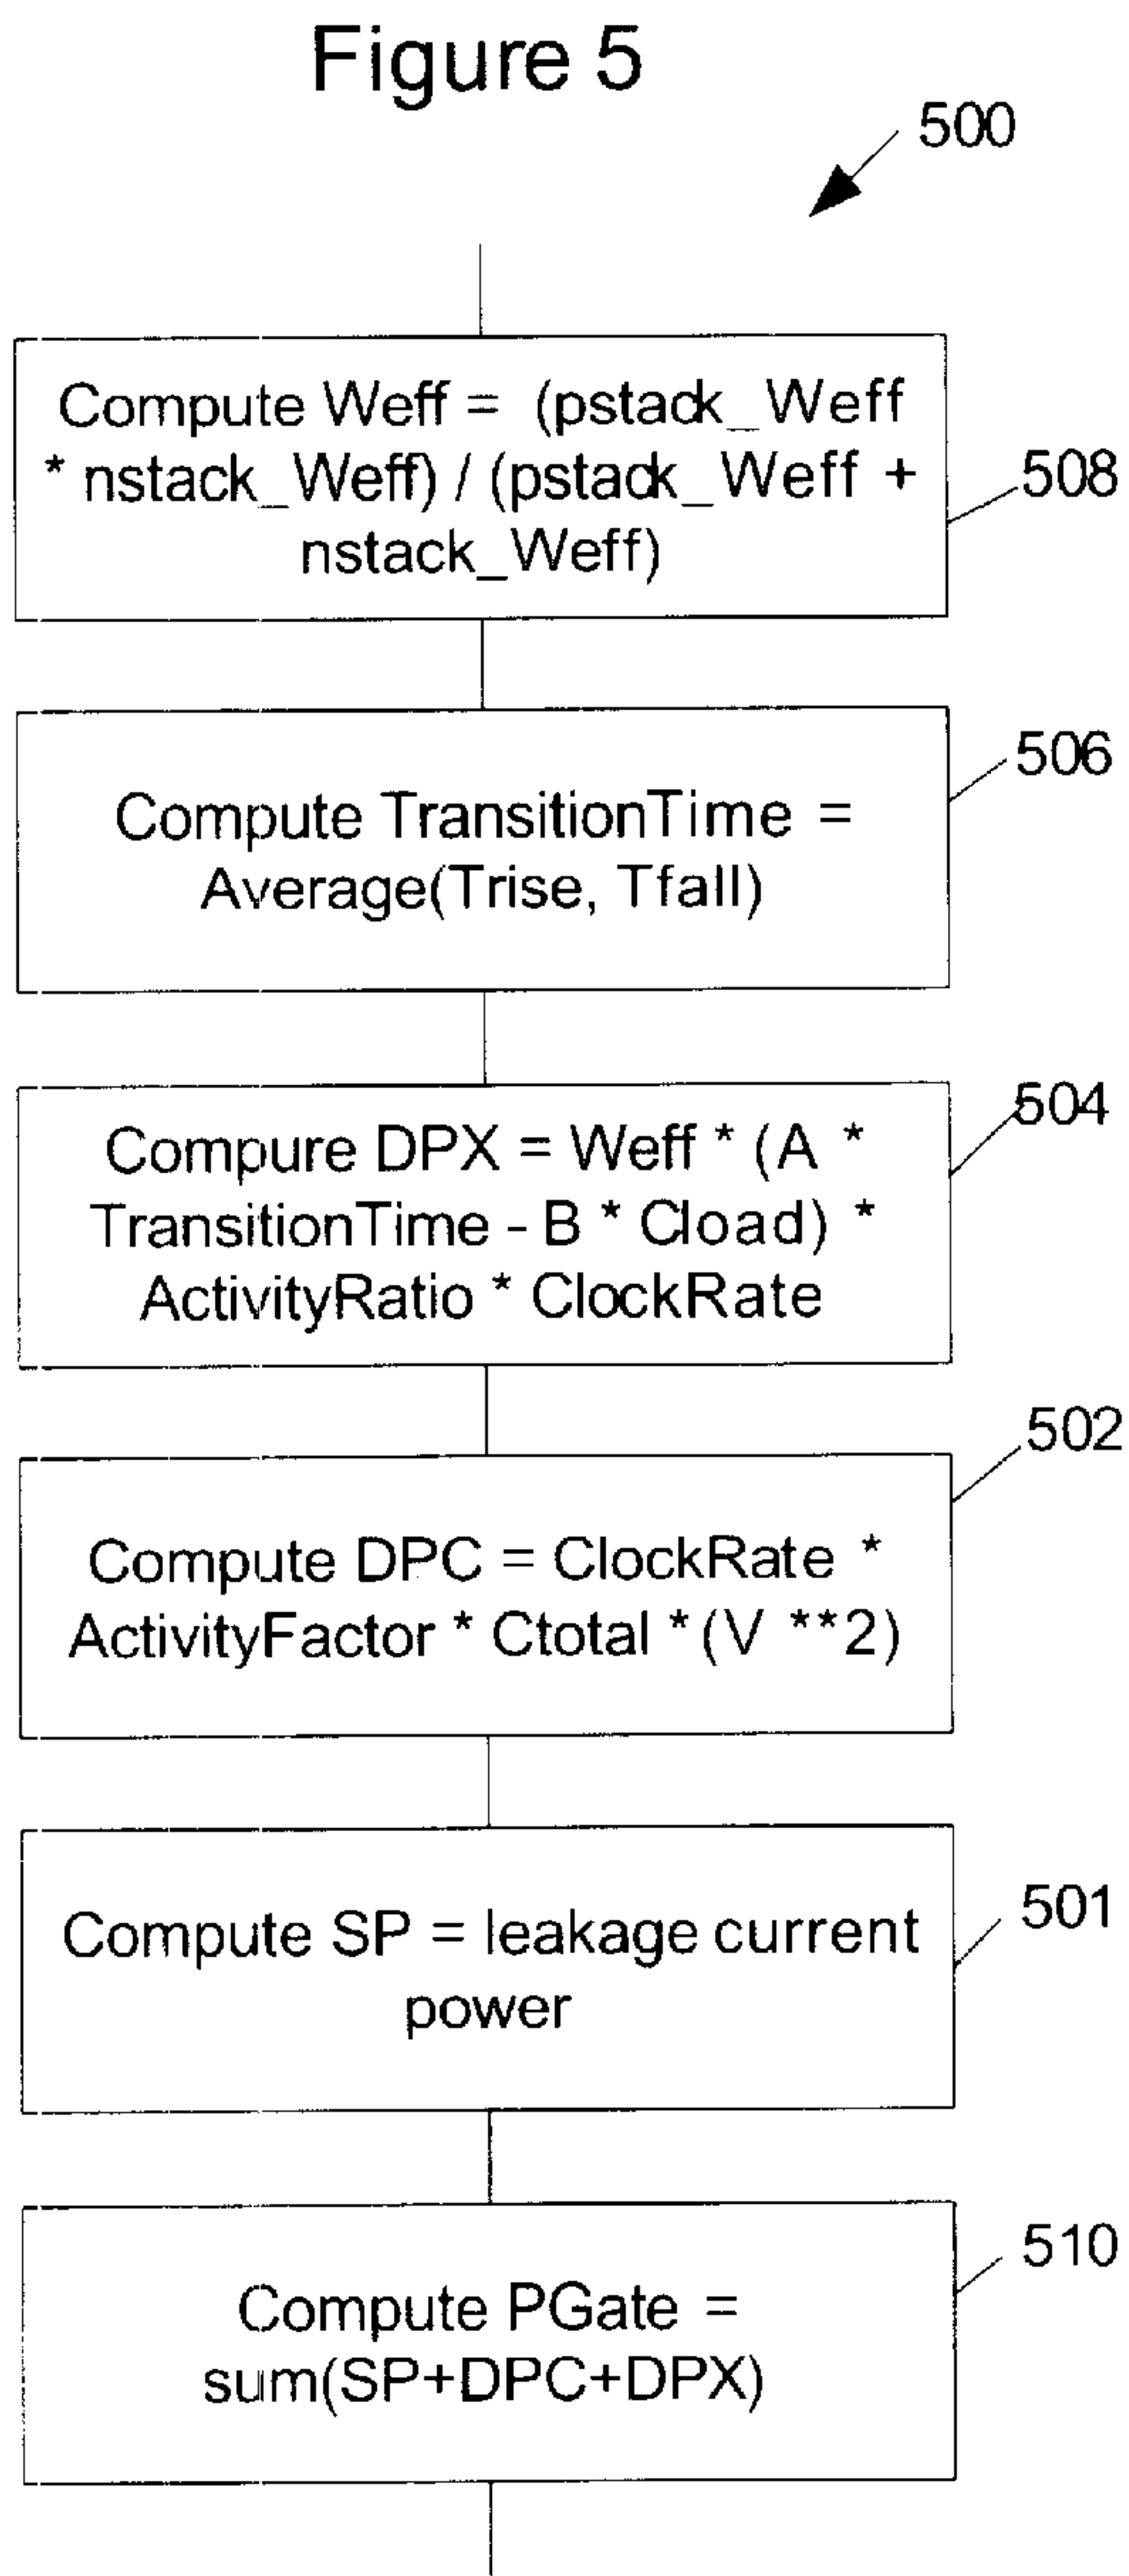 Figure 5
500
Compute Weff = (pstack_Weff
* nstack_Weff) / (pstack_Weff +
nstack_Weff)
508
506
Compute TransitionTime =
Average(Trise, Tfall)
504
Compure DPX = Weff * (A *
TransitionTime - B * Cload) *
ActivityRatio * ClockRate
502
Compute DPC = ClockRate *
ActivityFactor * Ctotal * (V **2)
501
Compute SP = leakage current
power
510
Compute PGate =
sum(SP+DPC+DPX)